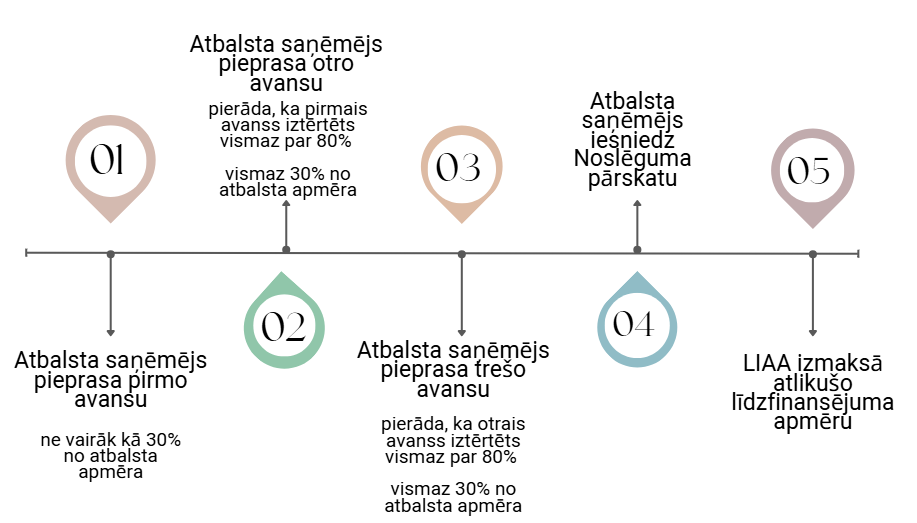 01
Atbalsta saņēmējs
pieprasa pirmo
avansu
ne vairāk kā 30%
no atbalsta
apmēra
Atbalsta saņēmējs
pieprasa otro
avansu
pierāda, ka pirmais
avanss iztērtēts
vismaz par 80%
vismaz 30% no
atbalsta apmēra
02
03
Atbalsta saņēmējs
pieprasa trešo
avansu
pierāda, ka otrais
avanss iztērtēts
vismaz par 80%
vismaz 30% no
atbalsta apmēra
Atbalsta
saņēmējs
iesniedz
Noslēguma
pārskatu
04
05
LIAA izmaksā
atlikušo
līdzfinansējuma
apmēru